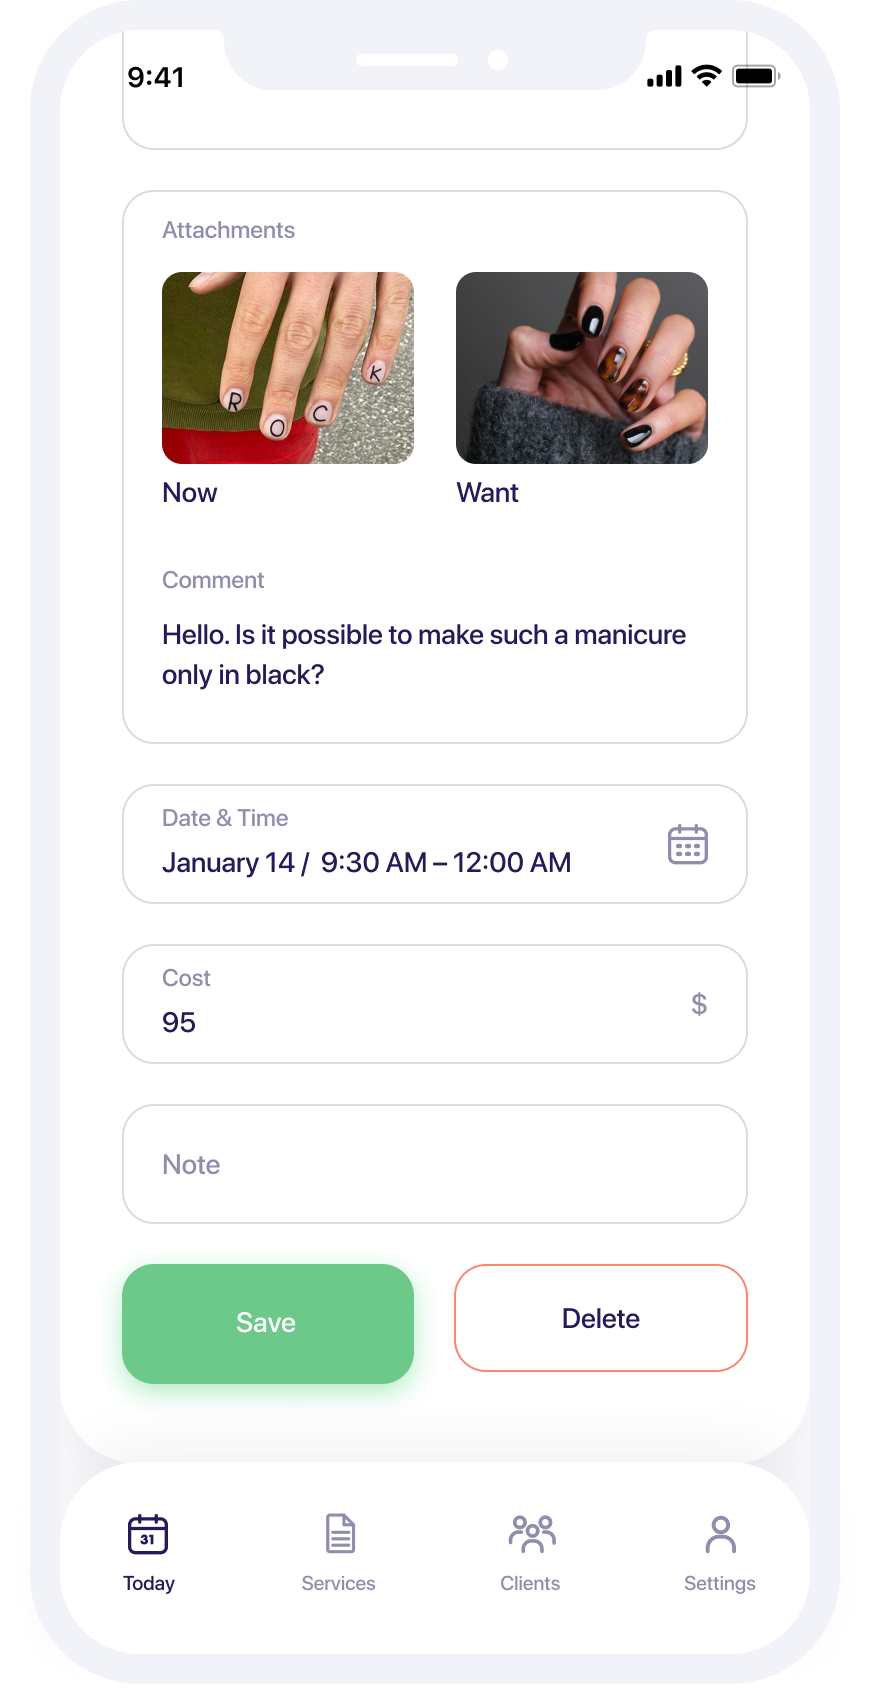 9:41
Attachments
R O C K
Now
Want
Comment
Hello. Is it possible to make such a manicure
only in black?
Date & Time
January 14 / 9:30 AM – 12:00 AM
Cost
95
$
Note
Save
Delete
31
Today
Services
Clients
Settings